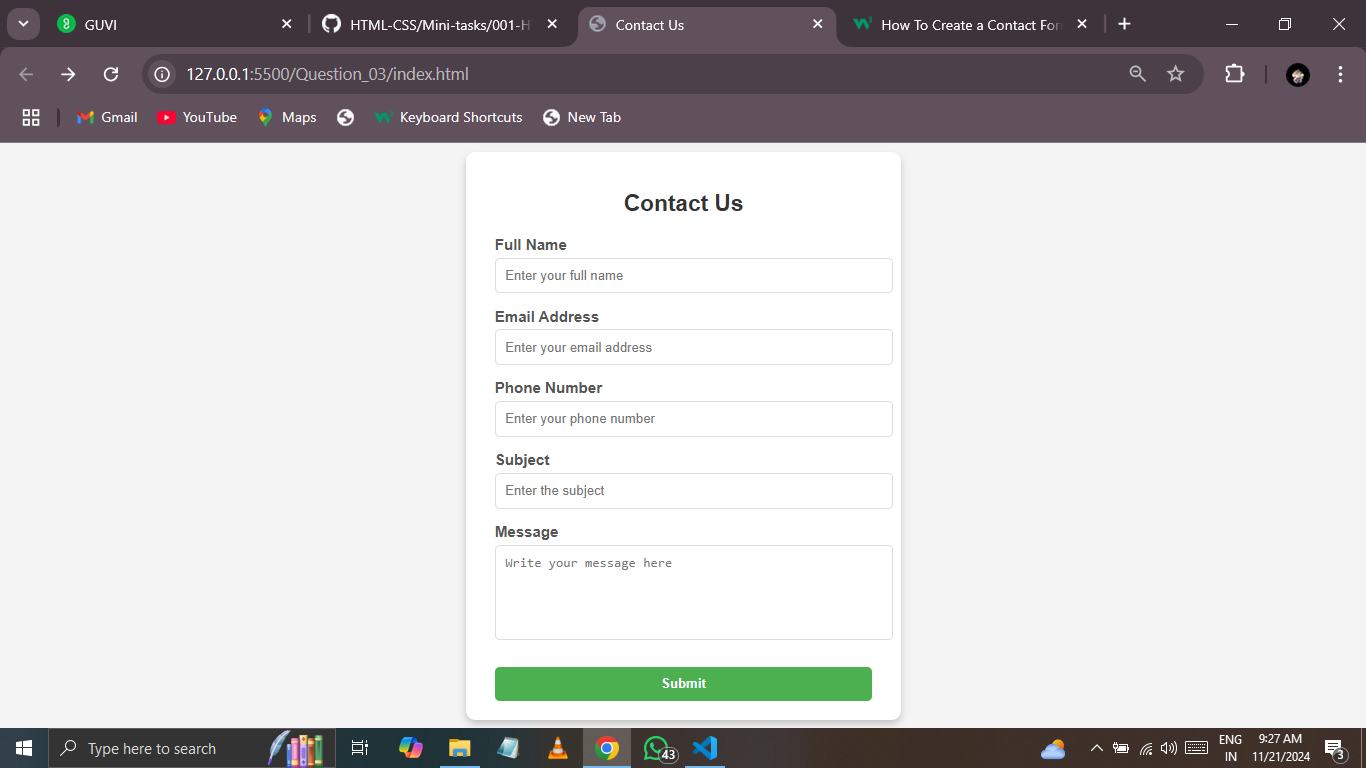 GUVI
HTML-CSS/Mini-tasks/001-H
Contact Us
How To Create a Contact For
127.0.0.1:5500/Question_03/index.html
Gmail
YouTube
Maps
Keyboard Shortcuts
New Tab
Contact Us
Full Name
Enter your full name
Email Address
Enter your email address
Phone Number
Enter your phone number
Subject
Enter the subject
Message
Write your message here
Submit
Type here to search
43
ENG
IN
9:27 AM
11/21/2024
3